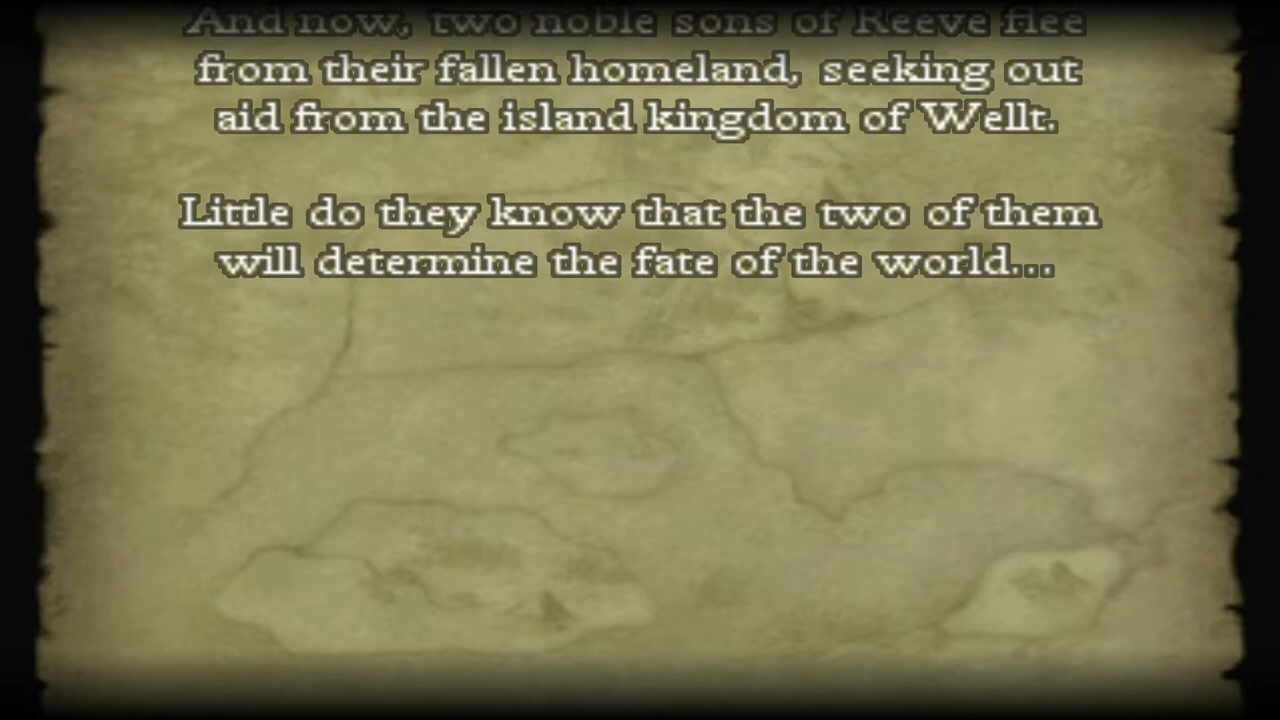 And now, two noble sons of Reeve flee
from their fallen homeland, seeking out
aid from the island kingdom of Wellt.
Little do they know that the two of them
will determine the fate of the world...